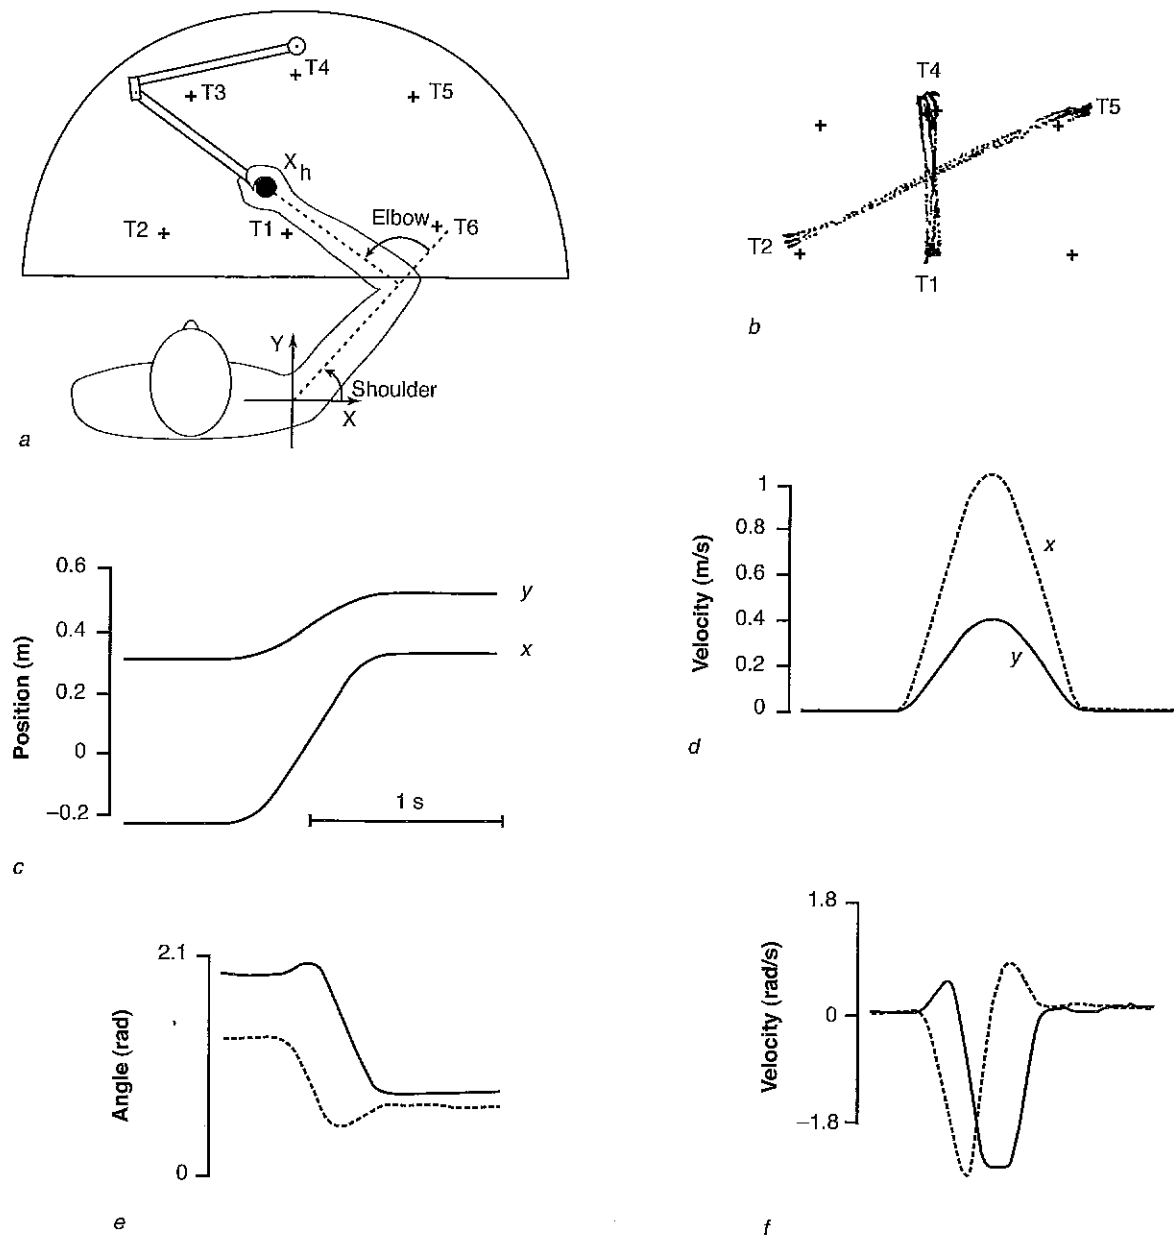 T4
T3
T5
Xh
T2
T1
Elbow
T6
Y
Shoulder
X
a
T4
T5
T2
T1
b
Position (m)
0.6
0.4
0.2
0
–0.2
y
x
1 s
c
Velocity (m/s)
1
0.8
0.6
0.4
0.2
0
x
y
d
Angle (rad)
2.1
0
e
Velocity (rad/s)
1.8
0
–1.8
f